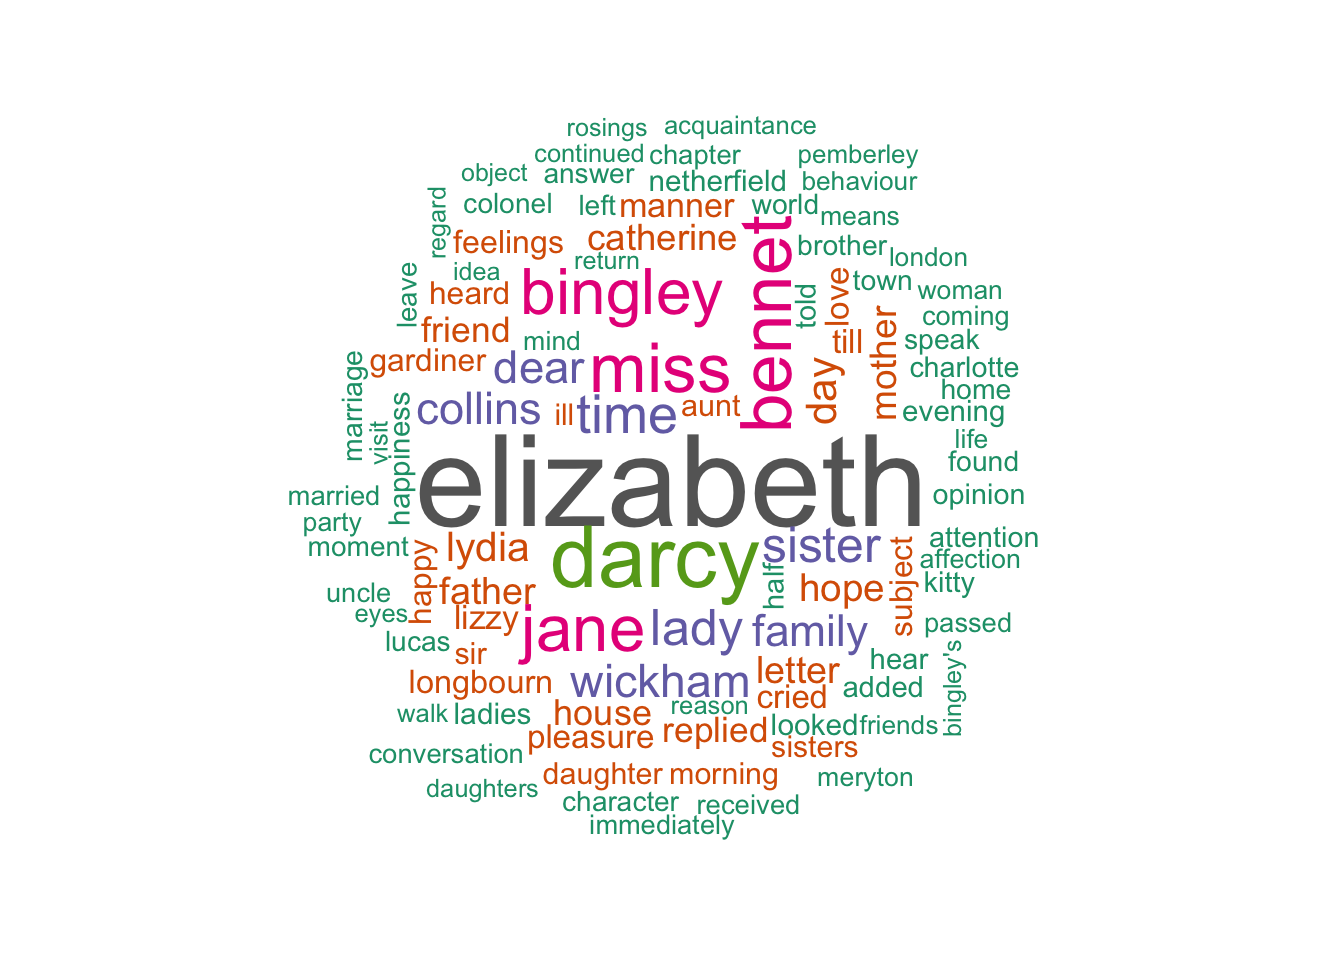 rosings
acquaintance
continued
chapter
pemberley
object
answer
netherfield
behaviour
regard
colonel
left
manner
world
means
feelings
catherine
bennet
brother
london
return
idea
leave
heard
bingley
told
love
town
woman
friend
mind
till
mother
coming
speak
marriage
gardiner
dear
miss
day
charlotte
home
collins
ill
time
aunt
evening
visit
happiness
elizabeth
life
found
married
opinion
party
moment
happy
lydia
darcy
sister
half
subject
attention
affection
uncle
father
hope
kitty
eyes
lizzy
jane
lady
family
passed
lucas
sir
wickham
letter
hear
bingley's
longbourn
cried
added
walk
ladies
house
reason
looked
friends
pleasure
replied
sisters
conversation
daughter
morning
meryton
daughters
character
received
immediately